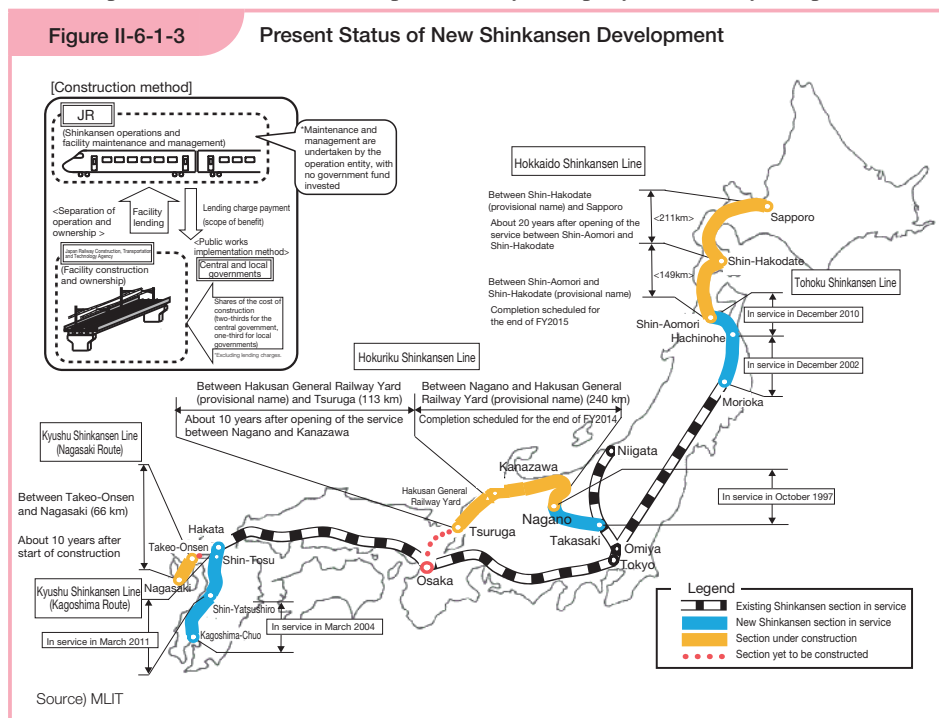 Figure II-6-1-3
Present Status of New Shinkansen Development
[Construction method]
JR
(Shinkansen operations and
facility maintenance and management)
*Maintenance and
management are
undertaken by the
operation entity, with
no government fund
invested
<Separation of
operation and
ownership >
Facility
lending
Lending charge payment
(scope of benefit)
<Public works
implementation method>
Japan Railway Construction, Transportation
and Technology Agency
(Facility construction
and ownership)
Central and local
governments
Shares of the cost of
construction
(two-thirds for the
central government,
one-third for local
governments)
*Excluding lending charges.
Hokkaido Shinkansen Line
Between Shin-Hakodate
(provisional name) and Sapporo
About 20 years after opening of the
service between Shin-Aomori and
Shin-Hakodate
<211km>
Sapporo
Shin-Hakodate
<149km>
Between Shin-Aomori and
Shin-Hakodate (provisional name)
Completion scheduled for
the end of FY2015
Tohoku Shinkansen Line
Shin-Aomori
Hachinohe
In service in December 2010
In service in December 2002
Morioka
Hokuriku Shinkansen Line
Between Hakusan General Railway Yard
(provisional name) and Tsuruga (113 km)
About 10 years after opening of the service
between Nagano and Kanazawa
Between Nagano and Hakusan General
Railway Yard (provisional name) (240 km)
Completion scheduled for the end of FY2014
Niigata
Kanazawa
Hakusan General
Railway Yard
Nagano
In service in October 1997
Tsuruga
Takasaki
Omiya
Tokyo
Osaka
Kyushu Shinkansen Line
(Nagasaki Route)
Between Takeo-Onsen
and Nagasaki (66 km)
About 10 years after
start of construction
Hakata
Takeo-Onsen
Shin-Tosu
Nagasaki
Kyushu Shinkansen Line
(Kagoshima Route)
Shin-Yatsushiro
In service in March 2011
Kagoshima-Chuo
In service in March 2004
Legend
Existing Shinkansen section in service
New Shinkansen section in service
Section under construction
Section yet to be constructed
Source) MLIT